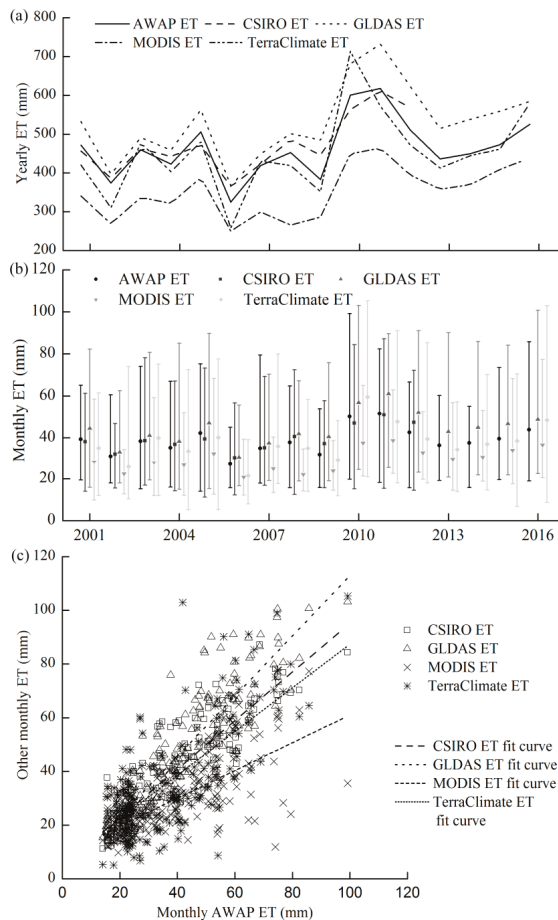 (a)
AWAP ET
CSIRO ET
GLDAS ET
MODIS ET
TerraClimate ET
Yearly ET (mm)
800
700
600
500
400
300
200
(b)
AWAP ET
CSIRO ET
GLDAS ET
MODIS ET
TerraClimate ET
Monthly ET (mm)
120
100
80
60
40
20
0
2001 2004 2007 2010 2013 2016
(c)
120
100
80
60
40
20
0
Other monthly ET (mm)
CSIRO ET
GLDAS ET
MODIS ET
TerraClimate ET
CSIRO ET fit curve
GLDAS ET fit curve
MODIS ET fit curve
TerraClimate ET
fit curve
0 20 40 60 80 100 120
Monthly AWAP ET (mm)